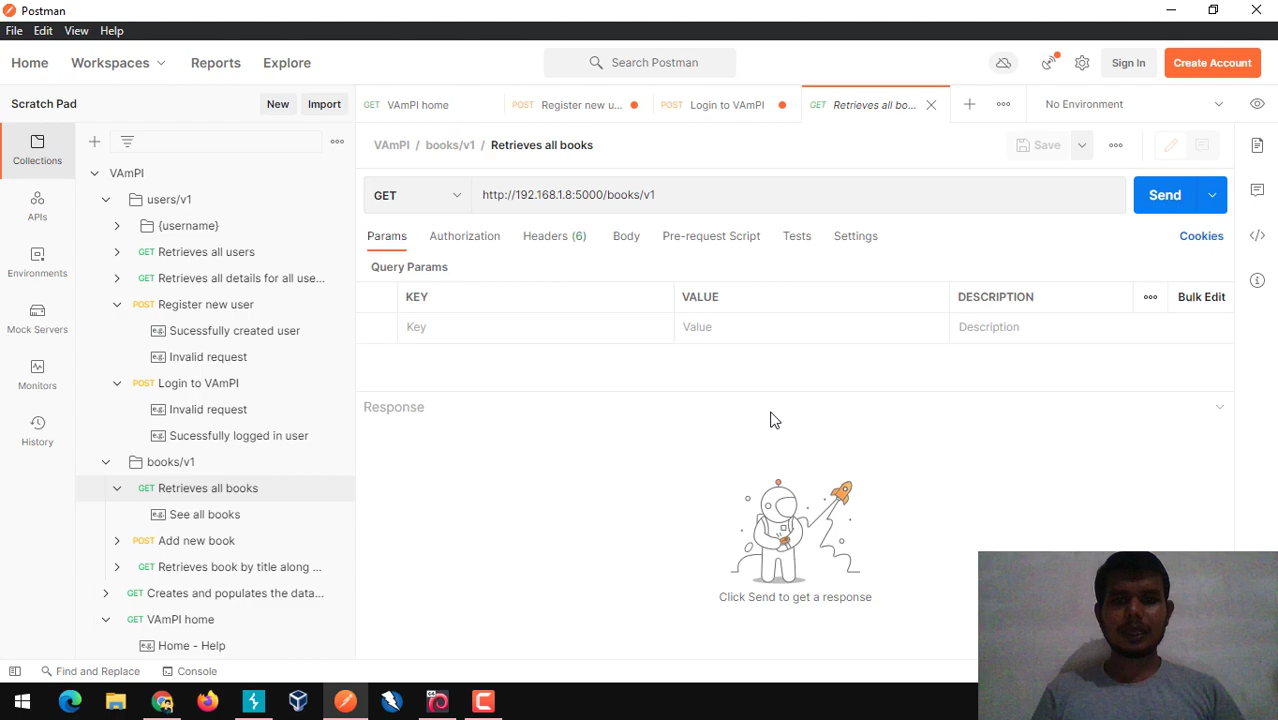 Postman
File Edit View Help
Home Workspaces Reports Explore Search Postman Sign In Create Account
Scratch Pad New Import
GET VAmPI home POST Register new u... POST Login to VAmPI GET Retrieves all bo... No Environment
Collections
APIs
Environments
Mock Servers
Monitors
History
VAmPI
users/v1
{username}
GET Retrieves all users
GET Retrieves all details for all use...
POST Register new user
e.g. Sucessfully created user
e.g. Invalid request
POST Login to VAmPI
e.g. Invalid request
e.g. Sucessfully logged in user
books/v1
GET Retrieves all books
e.g. See all books
POST Add new book
GET Retrieves book by title along ...
GET Creates and populates the data...
GET VAmPI home
e.g. Home - Help
VAmPI / books/v1 / Retrieves all books Save
GET http://192.168.1.8:5000/books/v1 Send
Params Authorization Headers (6) Body Pre-request Script Tests Settings Cookies
Query Params
KEY VALUE DESCRIPTION Bulk Edit
Key Value Description
Response
Click Send to get a response
Find and Replace Console